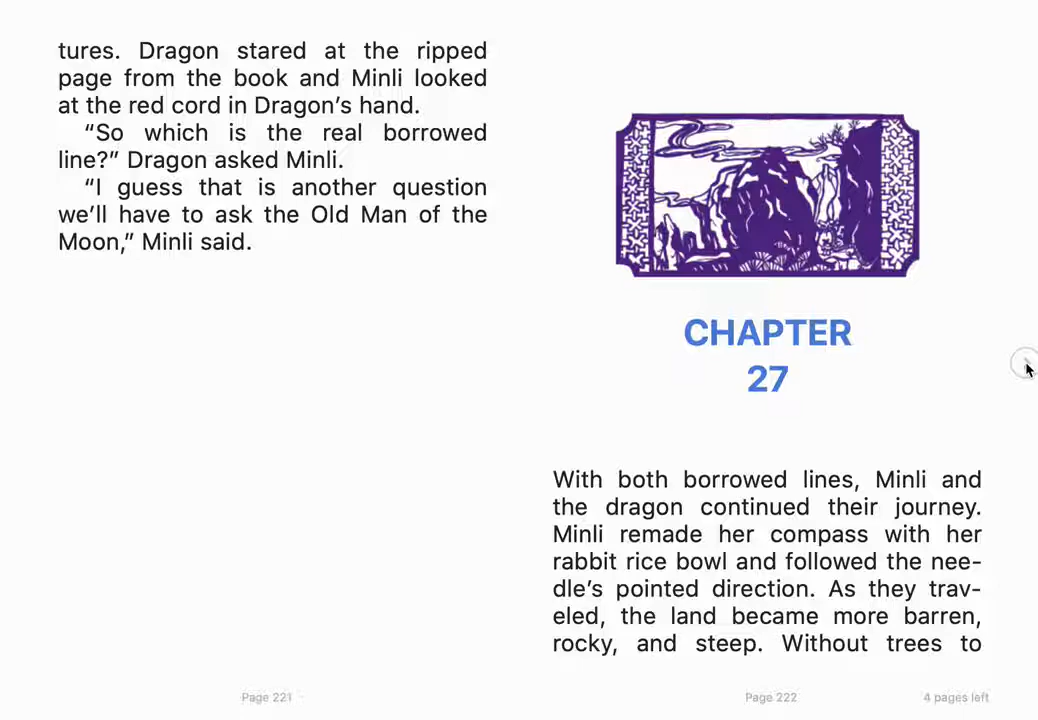 tures. Dragon stared at the ripped
page from the book and Minli looked
at the red cord in Dragon’s hand.
“So which is the real borrowed
line?” Dragon asked Minli.
“I guess that is another question
we’ll have to ask the Old Man of the
Moon,” Minli said.
Page 221
CHAPTER
27
With both borrowed lines, Minli and
the dragon continued their journey.
Minli remade her compass with her
rabbit rice bowl and followed the nee-
dle’s pointed direction. As they trav-
eled, the land became more barren,
rocky, and steep. Without trees to
Page 222
4 pages left